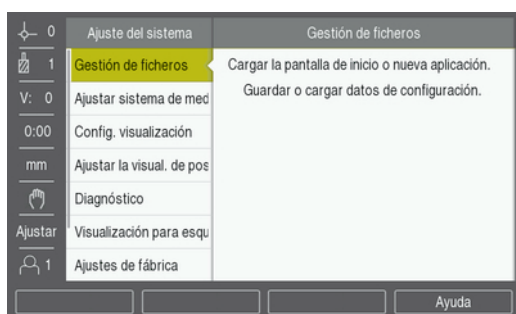 0
Ajuste del sistema
Gestión de ficheros
1
Gestión de ficheros
Cargar la pantalla de inicio o nueva aplicación.
Guardar o cargar datos de configuración.
V: 0
Ajustar sistema de med
0:00
Config. visualización
mm
Ajustar la visual. de pos
Diagnóstico
Ajustar
Visualización para esqu
1
Ajustes de fábrica
Ayuda